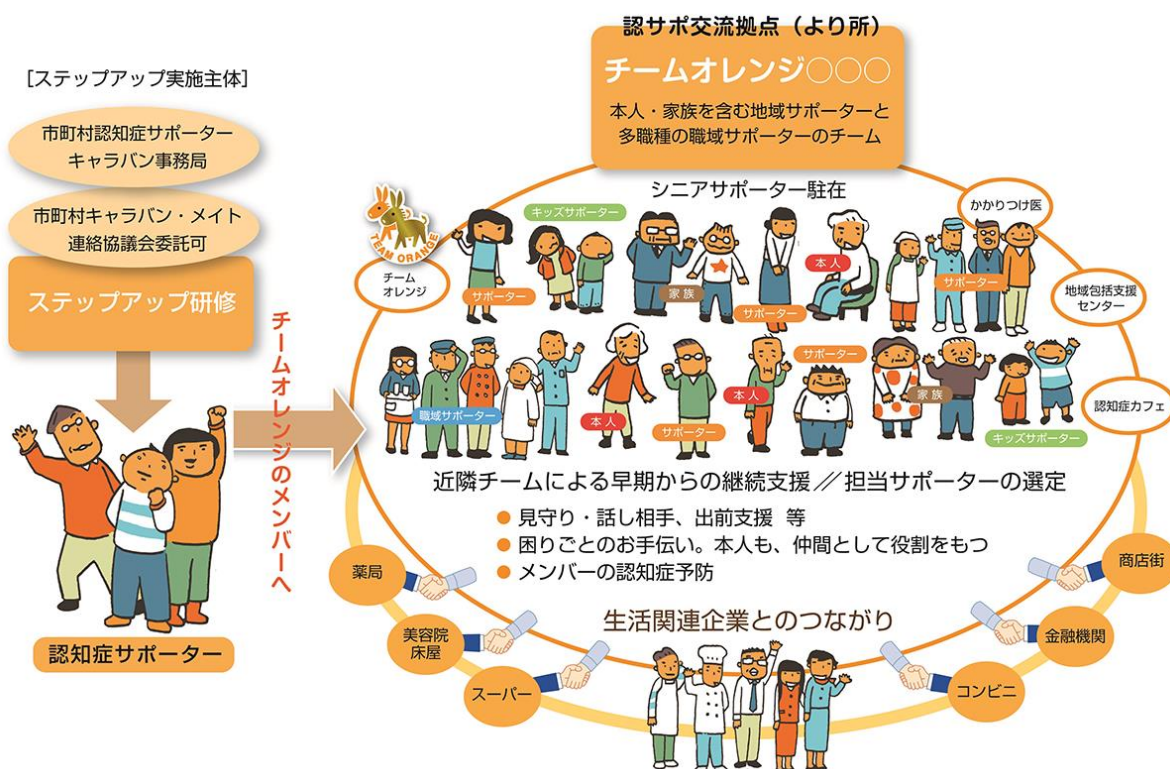 [ステップアップ実施主体]
市町村認知症サポーター
キャラバン事務局
市町村キャラバン・メイト
連絡協議会委託可
ステップアップ研修
認知症サポーター
チームオレンジのメンバーへ
認サポ交流拠点（より所）
チームオレンジ○○○
本人・家族を含む地域サポーターと
多職種の職域サポーターのチーム
シニアサポーター駐在
TEAM ORANGE
チーム
オレンジ
かかりつけ医
地域包括支援
センター
認知症カフェ
サポーター
キッズサポーター
家族
サポーター
本人
サポーター
職域サポーター
本人
サポーター
本人
サポーター
家族
キッズサポーター
近隣チームによる早期からの継続支援／／担当サポーターの選定
● 見守り・話し相手、出前支援 等
● 困りごとのお手伝い。本人も、仲間として役割をもつ
● メンバーの認知症予防
生活関連企業とのつながり
薬局
美容院
床屋
スーパー
商店街
金融機関
コンビニ